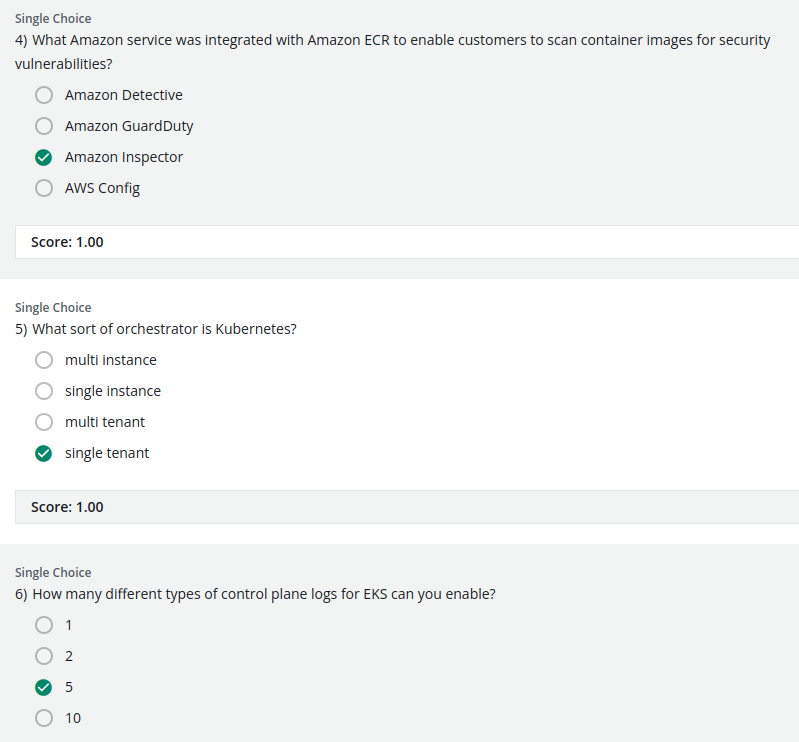 Single Choice
4) What Amazon service was integrated with Amazon ECR to enable customers to scan container images for security
vulnerabilities?
Amazon Detective
Amazon GuardDuty
Amazon Inspector
AWS Config
Score: 1.00
Single Choice
5) What sort of orchestrator is Kubernetes?
multi instance
single instance
multi tenant
single tenant
Score: 1.00
Single Choice
6) How many different types of control plane logs for EKS can you enable?
1
2
5
10